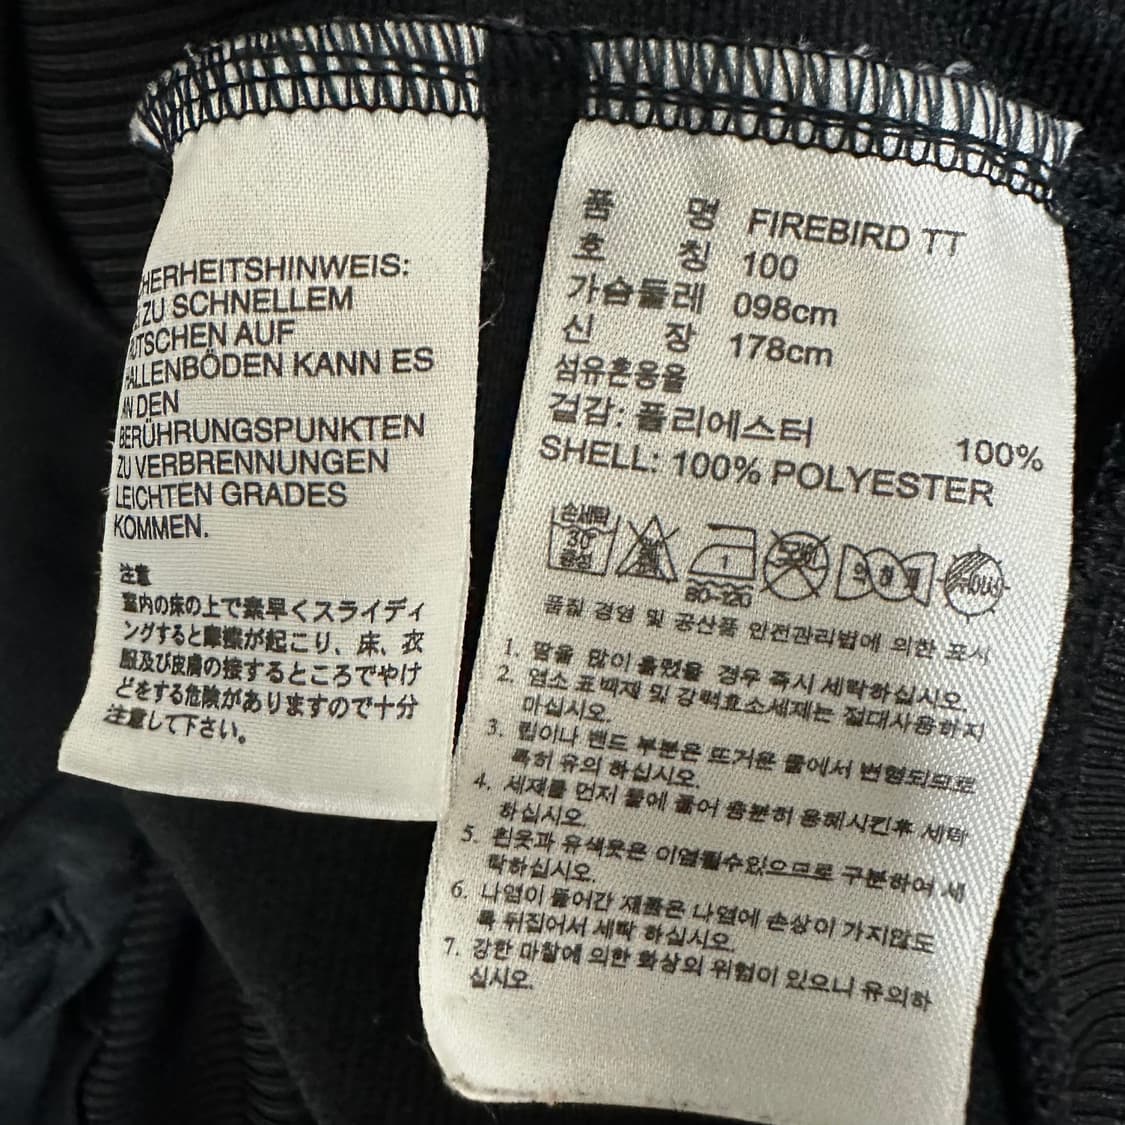 HERHEITSHINWEIS:
ZU SCHNELLEM
UTSCHEN AUF
ALLENBÖDEN KANN ES
AN DEN
BERÜHRUNGSPUNKTEN
ZU VERBRENNUNGEN
LEICHTEN GRADES
KOMMEN.
注意
室内の床の上で素早くスライディ
ングすると摩擦が起こり、床、衣
服及び皮膚の接するところでやけ
どをする危険がありますので十分
注意して下さい。
품 명 FIREBIRD TT
호 칭 100
가슴둘레 098cm
신 장 178cm
섬유혼용율
겉감: 폴리에스터 100%
SHELL: 100% POLYESTER
손세탁
30°
중성
1
80-120
품질 경영 및 공산품 안전관리법에 의한 표시
1. 땀을 많이 흘렸을 경우 즉시 세탁하십시오.
2. 염소 표백제 및 강력효소세제는 절대사용하지
마십시오.
3. 립이나 밴드 부분은 뜨거운 물에서 변형되므로
특히 유의 하십시오.
4. 세제를 먼저 물에 풀어 충분히 용해시킨후 세탁
하십시오.
5. 흰옷과 유색옷은 이염될수있으므로 구분하여 세
탁하십시오.
6. 나염이 들어간 제품은 나염에 손상이 가지않도
록 뒤집어서 세탁 하십시오.
7. 강한 마찰에 의한 화상의 위험이 있으니 유의하
십시오.